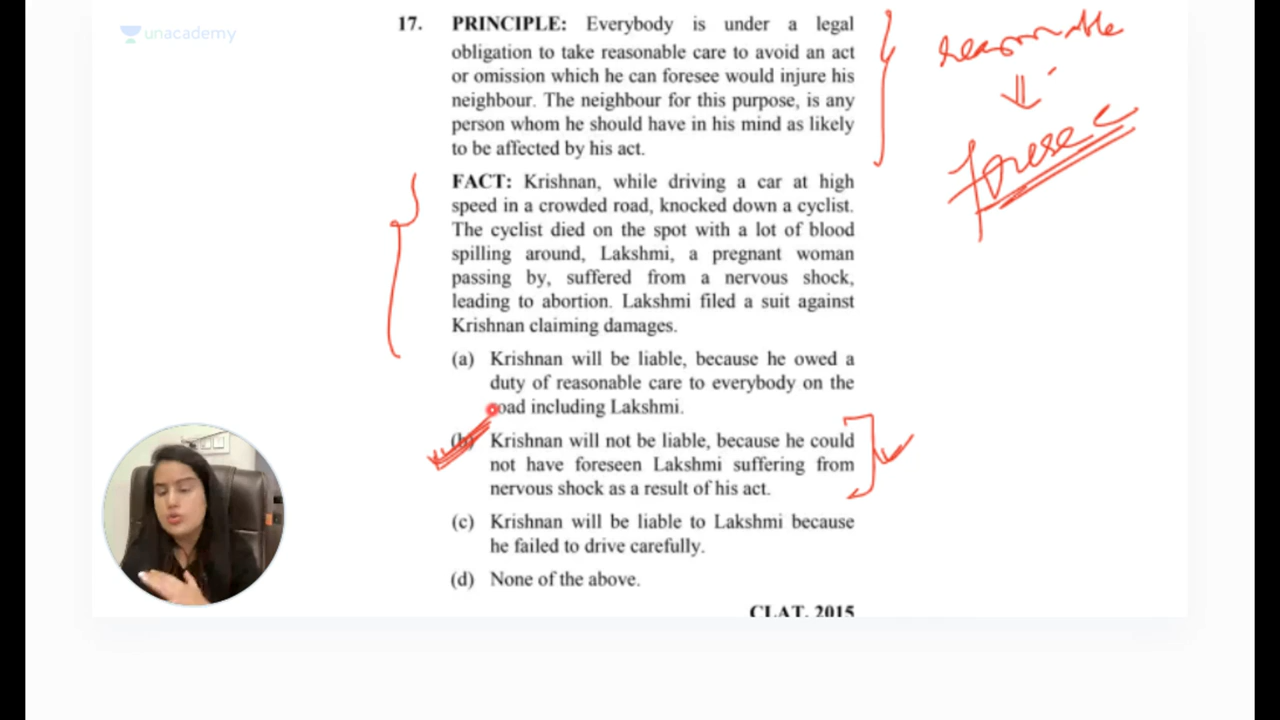 unacademy
17. PRINCIPLE: Everybody is under a legal
obligation to take reasonable care to avoid an act
or omission which he can foresee would injure his
neighbour. The neighbour for this purpose, is any
person whom he should have in his mind as likely
to be affected by his act.
FACT: Krishnan, while driving a car at high
speed in a crowded road, knocked down a cyclist.
The cyclist died on the spot with a lot of blood
spilling around, Lakshmi, a pregnant woman
passing by, suffered from a nervous shock,
leading to abortion. Lakshmi filed a suit against
Krishnan claiming damages.
(a) Krishnan will be liable, because he owed a
duty of reasonable care to everybody on the
road including Lakshmi.
(b) Krishnan will not be liable, because he could
not have foreseen Lakshmi suffering from
nervous shock as a result of his act.
(c) Krishnan will be liable to Lakshmi because
he failed to drive carefully.
(d) None of the above.
CLAT, 2015
reasonable
foresee